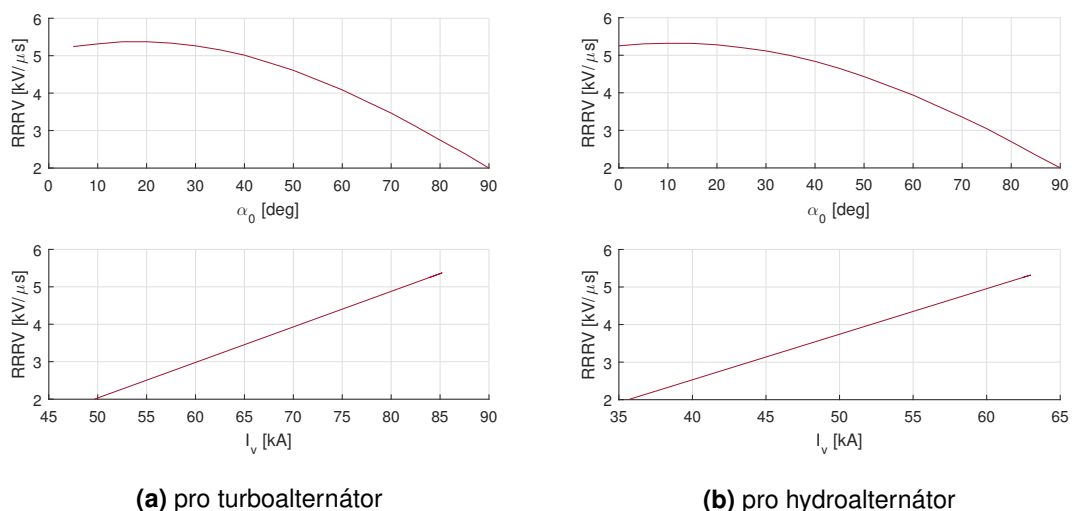 RRRV [kV/μs]
6
5
4
3
2
0 10 20 30 40 50 60 70 80 90
α₀ [deg]
RRRV [kV/μs]
6
5
4
3
2
45 50 55 60 65 70 75 80 85 90
Iᵥ [kA]
(a) pro turboalternátor
RRRV [kV/μs]
6
5
4
3
2
0 10 20 30 40 50 60 70 80 90
α₀ [deg]
RRRV [kV/μs]
6
5
4
3
2
35 40 45 50 55 60 65
Iᵥ [kA]
(b) pro hydroalternátor